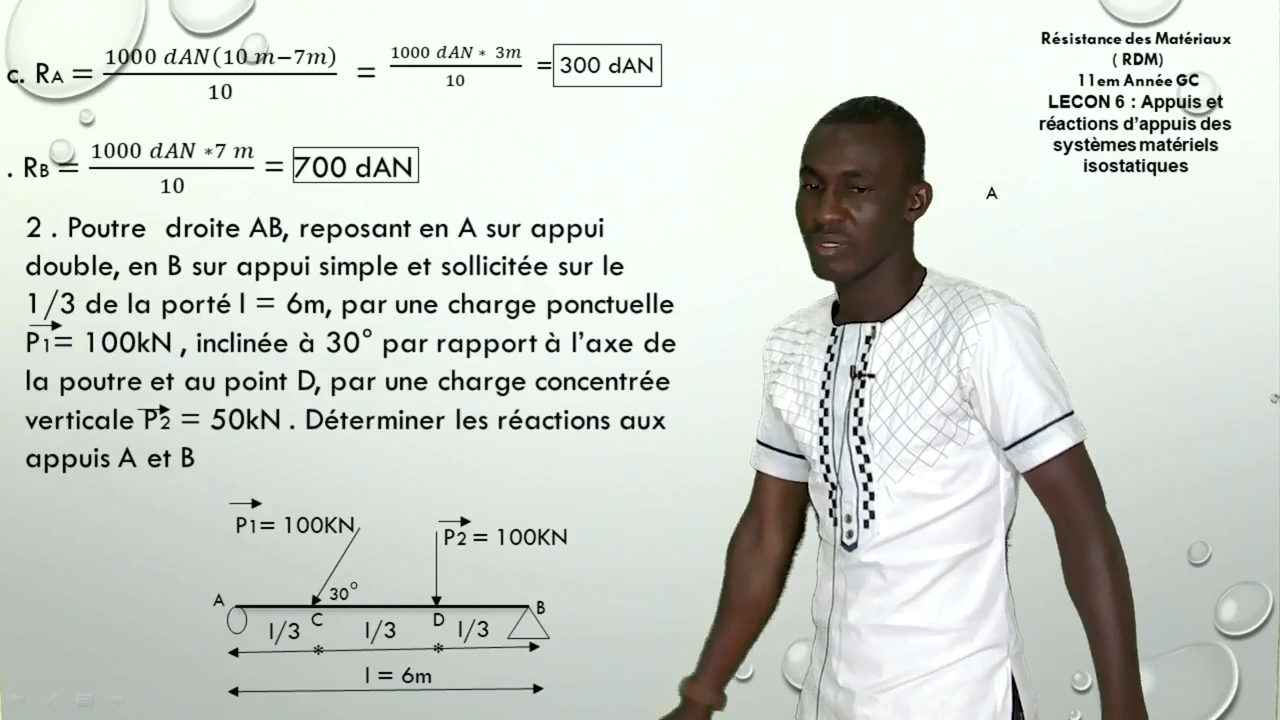 c. RA = 1000 dAN(10 m−7m) / 10 = 1000 dAN * 3m / 10 = 300 dAN
. RB = 1000 dAN *7 m / 10 = 700 dAN
2 . Poutre droite AB, reposant en A sur appui
double, en B sur appui simple et sollicitée sur le
1/3 de la porté l = 6m, par une charge ponctuelle
P1= 100kN , inclinée à 30° par rapport à l'axe de
la poutre et au point D, par une charge concentrée
verticale P2 = 50kN . Déterminer les réactions aux
appuis A et B
P1= 100KN
P2 = 100KN
30°
A
C
D
B
l/3
l/3
l/3
* *
l = 6m
Résistance des Matériaux
( RDM)
11em Année GC
LECON 6 : Appuis et
réactions d'appuis des
systèmes matériels
isostatiques
A